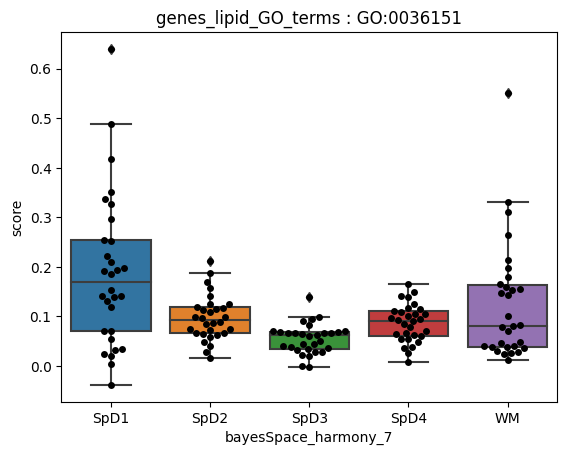 genes_lipid_GO_terms : GO:0036151
0.6
0.5
0.4
0.3
0.2
0.1
0.0
score
SpD1 SpD2 SpD3 SpD4 WM
bayesSpace_harmony_7